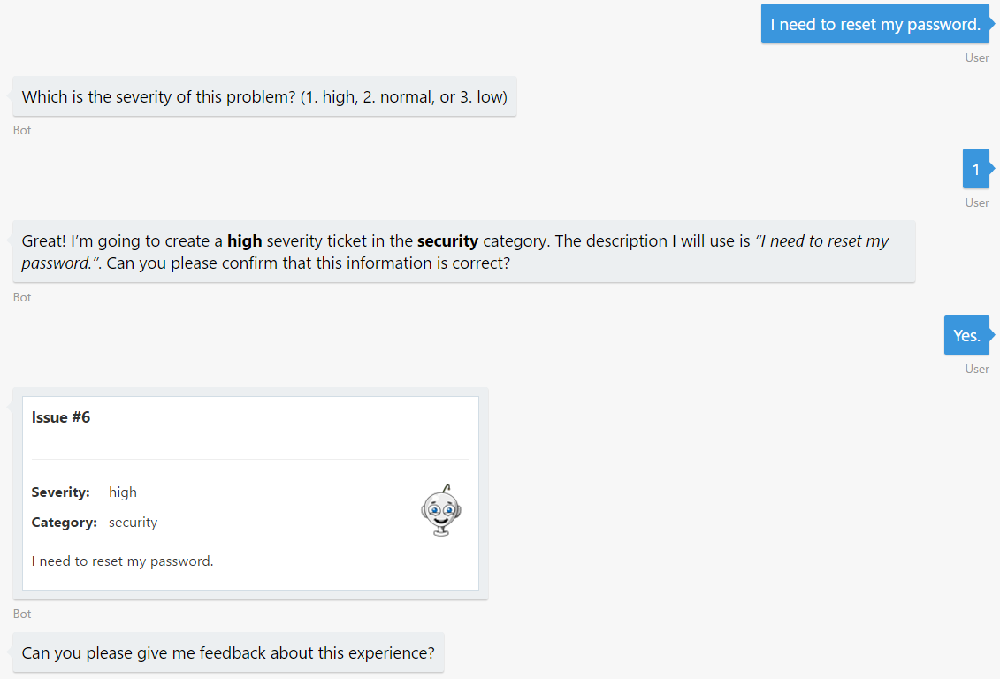 I need to reset my password.
User
Which is the severity of this problem? (1. high, 2. normal, or 3. low)
Bot
1
User
Great! I’m going to create a high severity ticket in the security category. The description I will use is “I need to reset my
password.”. Can you please confirm that this information is correct?
Bot
Yes.
User
Issue #6
Severity: high
Category: security
I need to reset my password.
Bot
Can you please give me feedback about this experience?